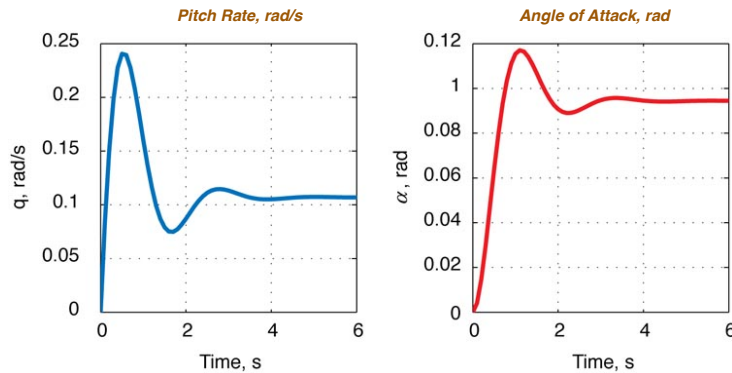 Pitch Rate, rad/s
0.25
0.2
0.15
0.1
0.05
0
q, rad/s
0 2 4 6
Time, s
Angle of Attack, rad
0.12
1
0.08
0.06
0.04
0.02
0
α, rad
0 2 4 6
Time, s